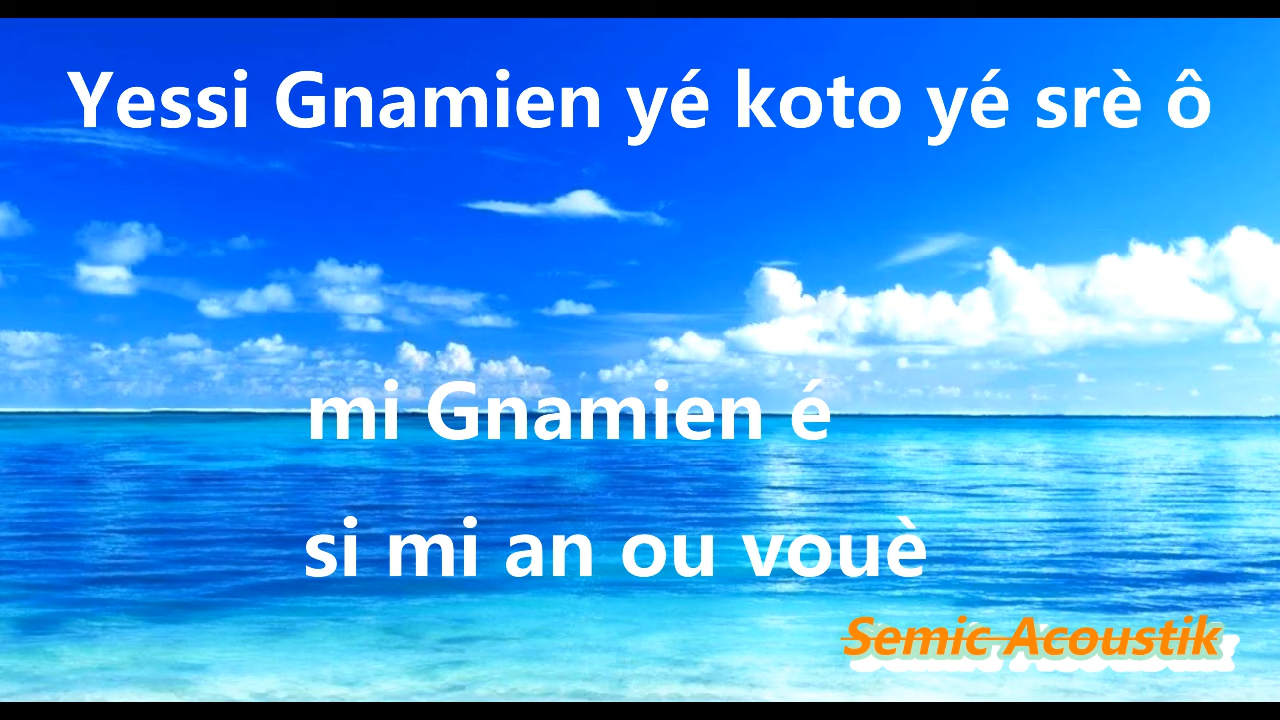 Yessi Gnamien yé koto yé srè ô
mi Gnamien é
si mi an ou vouè
Semic Acoustik